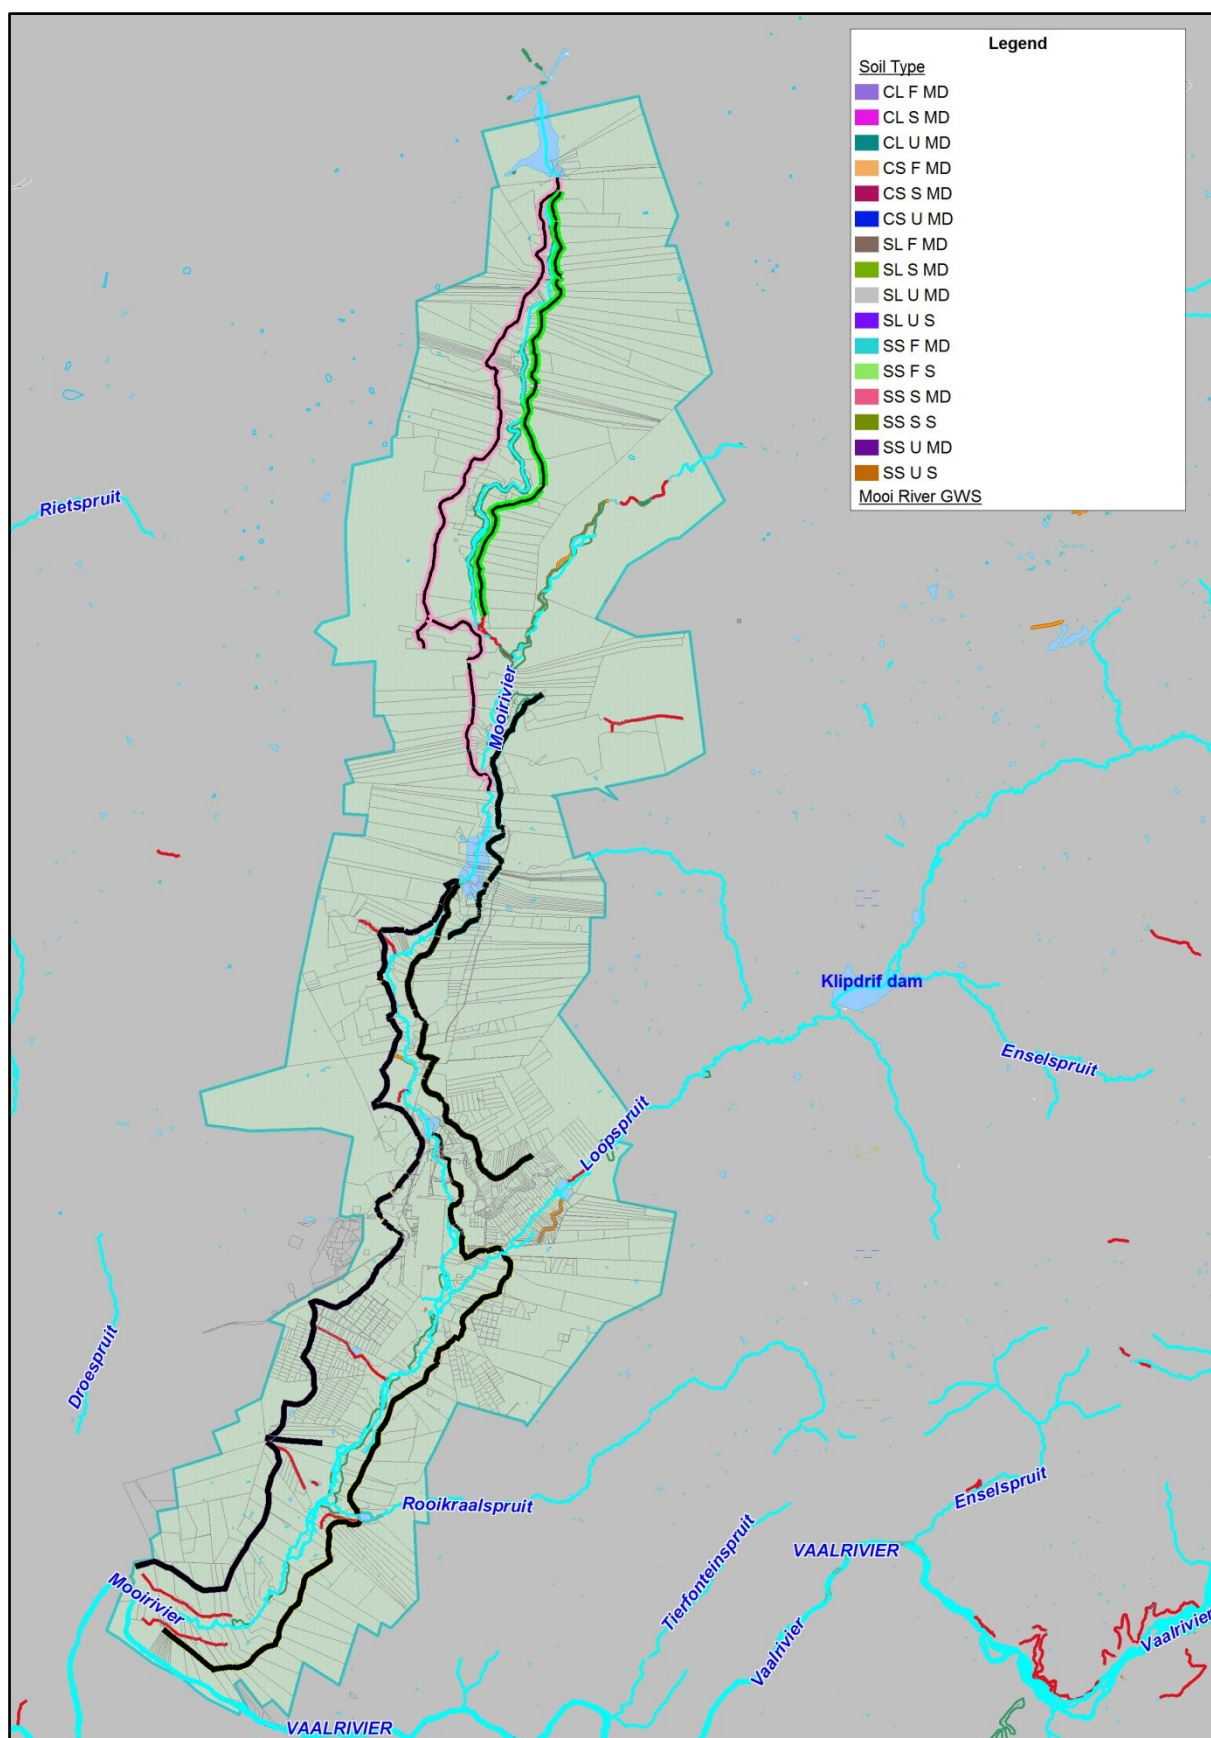 Legend
Soil Type
CL F MD
CL S MD
CL U MD
CS F MD
CS S MD
CS U MD
SL F MD
SL S MD
SL U MD
SL U S
SS F MD
SS F S
SS S MD
SS S S
SS U MD
SS U S
Mooi River GWS
Rietspruit
Mooirivier
Klipdrif dam
Enselspruit
Loopspruit
Droespruit
Rooikraalspruit
Enselspruit
Tierfonteinspruit
VAALRIVIER
Mooirivier
Vaalrivier
Vaalrivier
VAALRIVIER